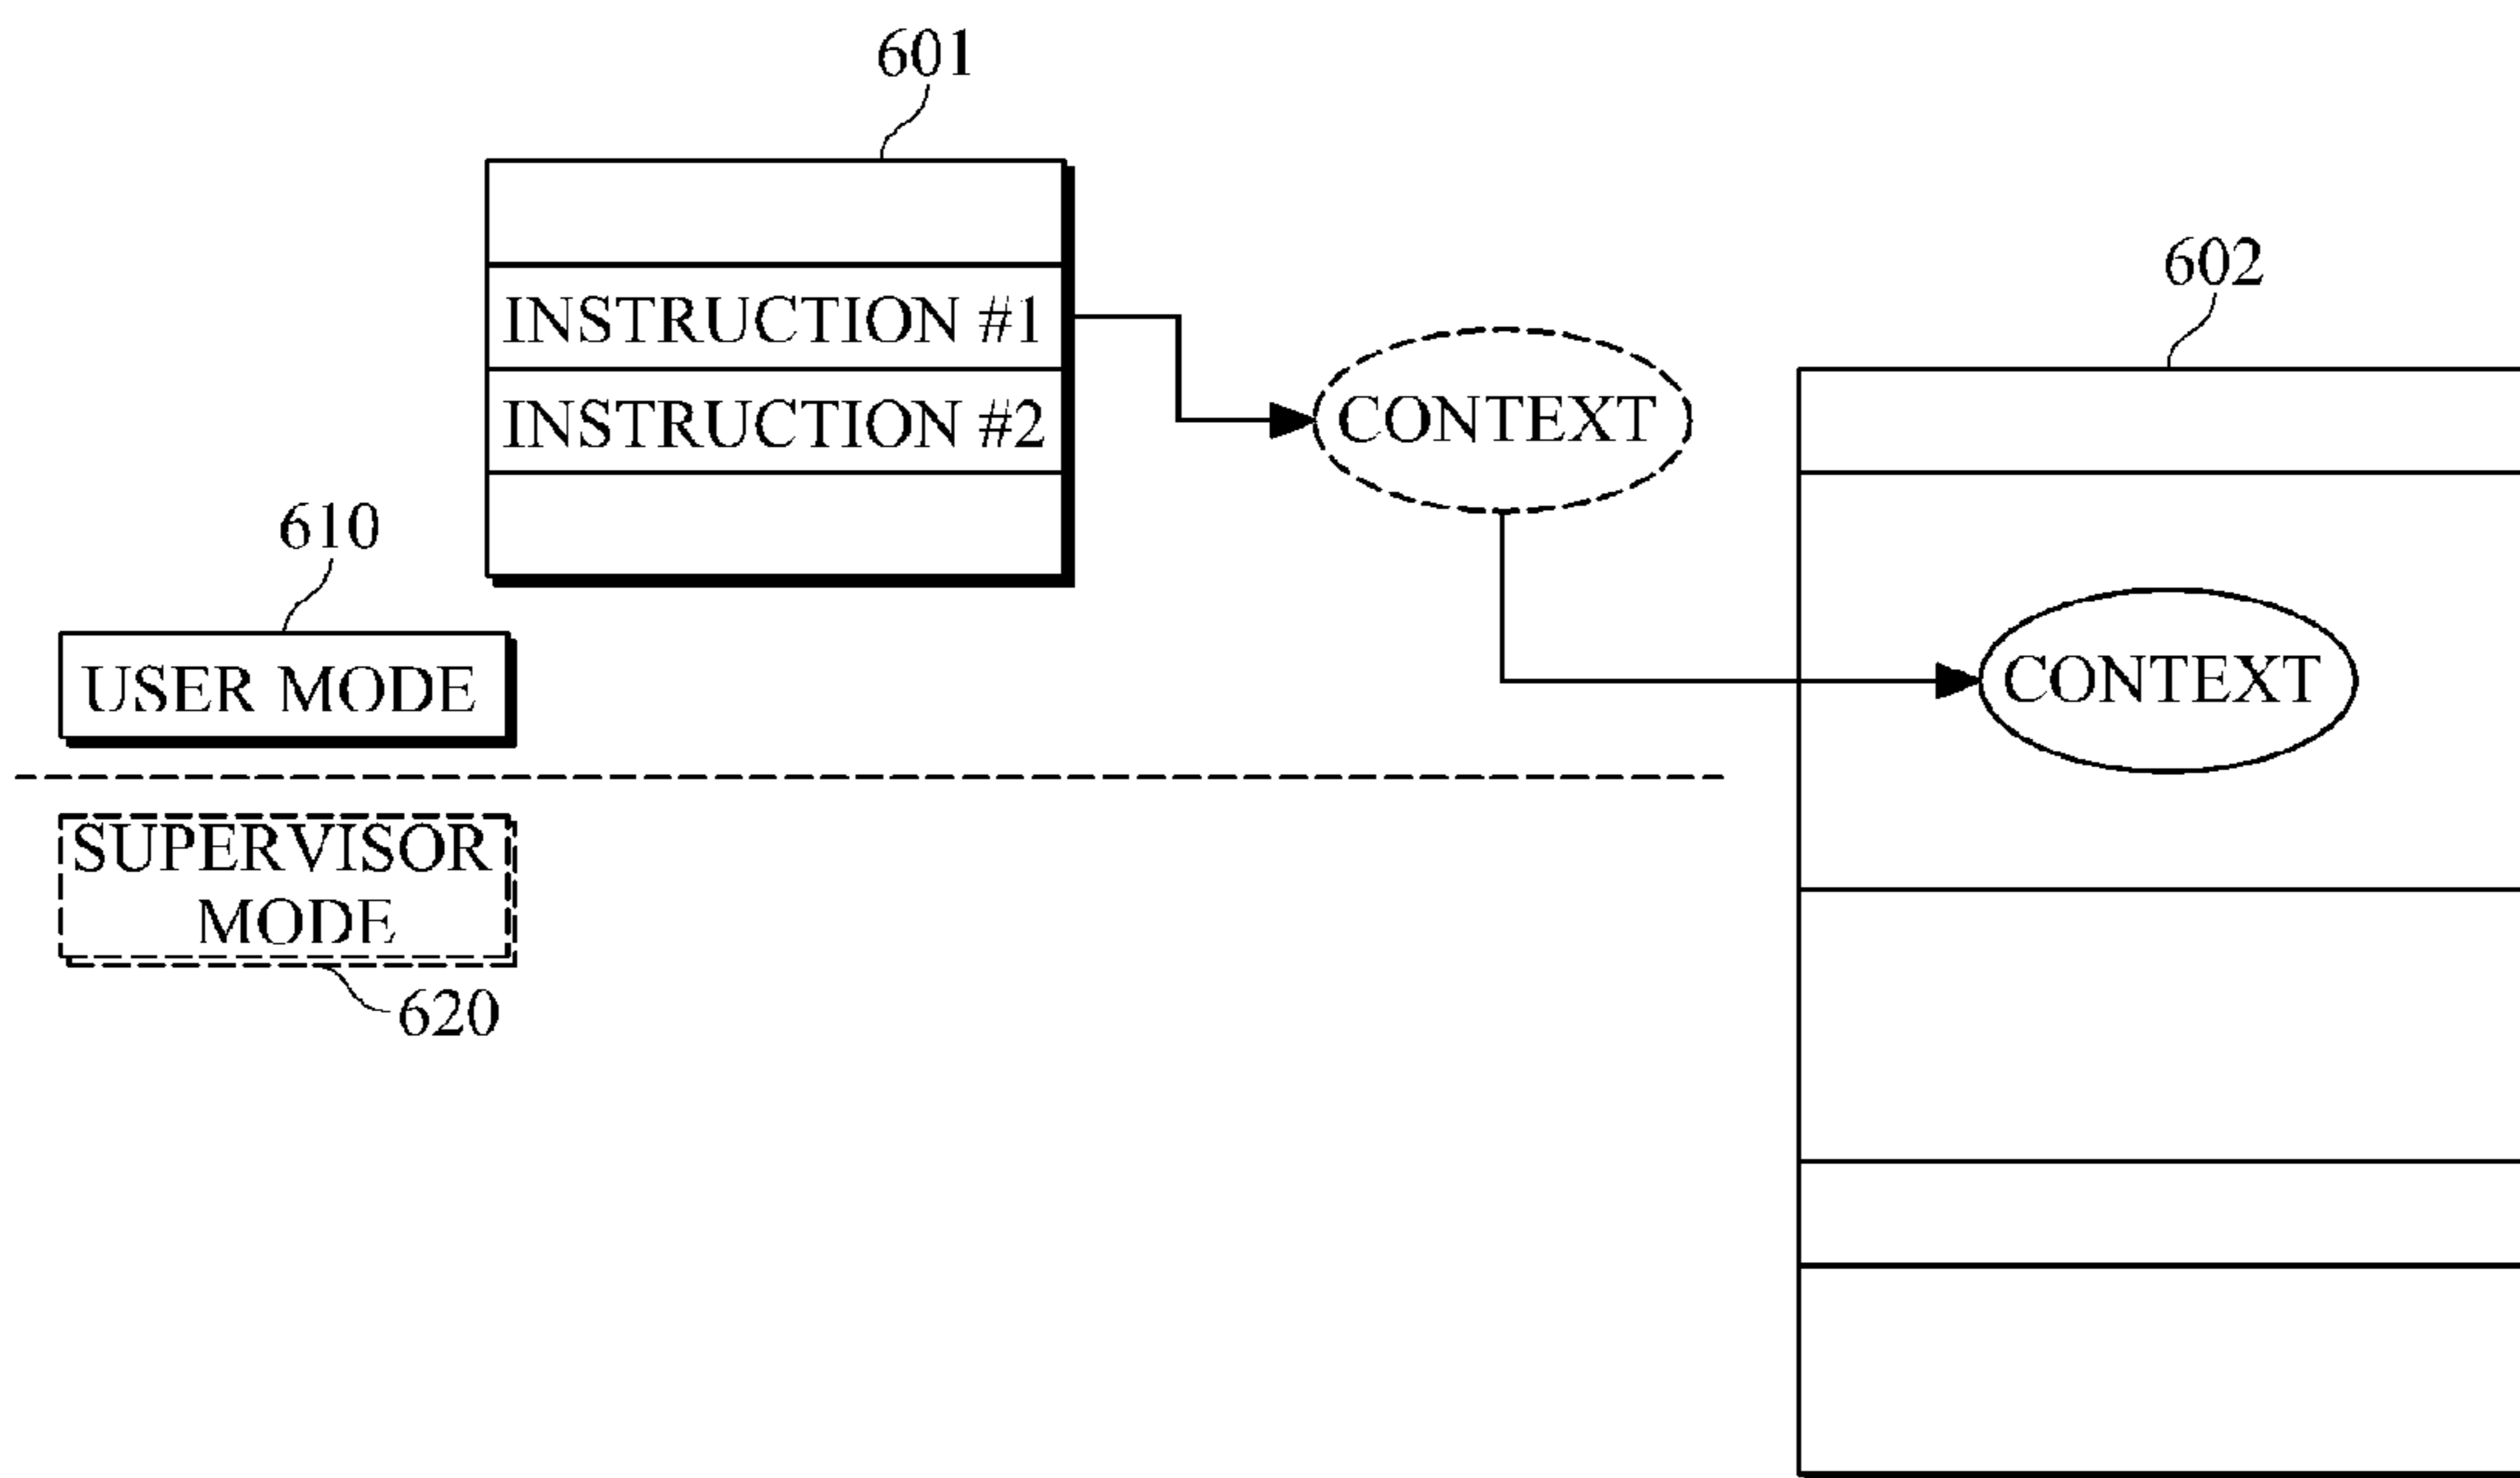 601
INSTRUCTION #1
INSTRUCTION #2
CONTEXT
602
CONTEXT
610
USER MODE
SUPERVISOR
MODE
620